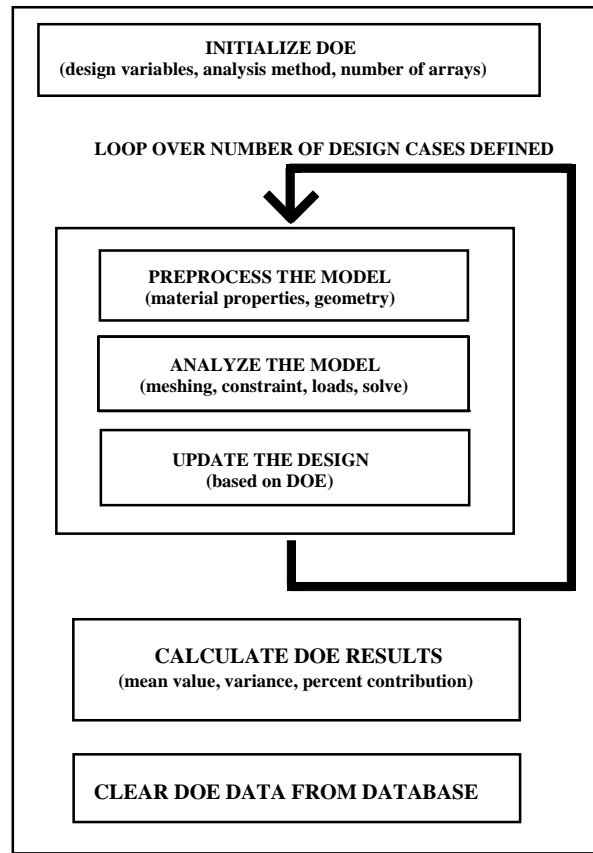 INITIALIZE DOE
(design variables, analysis method, number of arrays)
LOOP OVER NUMBER OF DESIGN CASES DEFINED
PREPROCESS THE MODEL
(material properties, geometry)
ANALYZE THE MODEL
(meshing, constraint, loads, solve)
UPDATE THE DESIGN
(based on DOE)
CALCULATE DOE RESULTS
(mean value, variance, percent contribution)
CLEAR DOE DATA FROM DATABASE